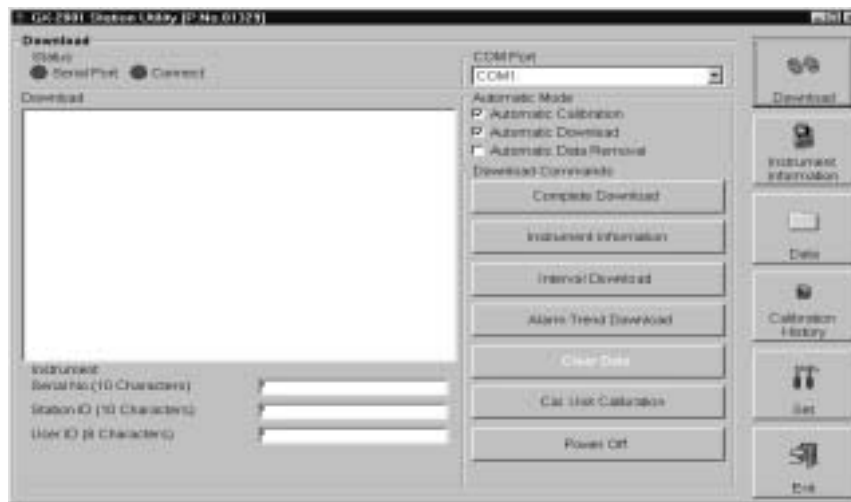 GX-2001 Station Utility [P.No.01329]
Download
Status
Serial Port
Connect
Download
Instrument
Serial No (10 Characters)
Station ID (10 Characters)
User ID (8 Characters)
COM Port
COM1
Automatic Mode
Automatic Calibration
Automatic Download
Automatic Data Removal
Download Commands
Complete Download
Instrument Information
Interval Download
Alarm Trend Download
Clear Data
Cal Unit Calibration
Power Off
Download
Instrument
Information
Data
Calibration
History
Set
Exit